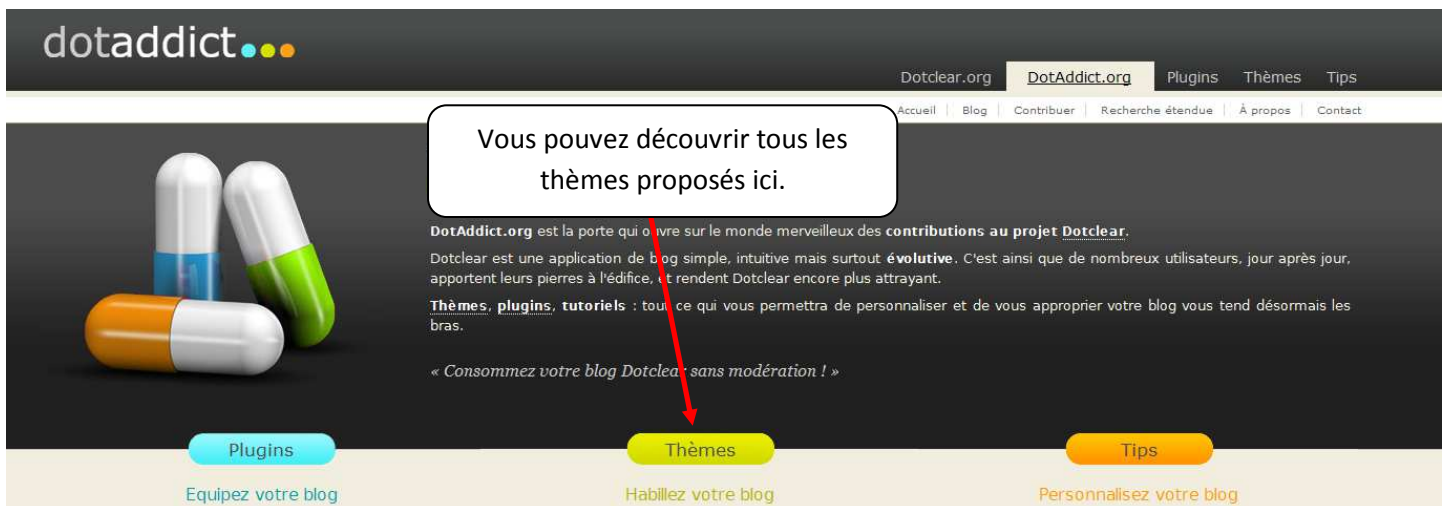 dotaddict
Dotclear.org DotAddict.org Plugins Thèmes Tips
Accueil | Blog | Contribuer | Recherche étendue | À propos | Contact
Vous pouvez découvrir tous les
thèmes proposés ici.
DotAddict.org est la porte qui ouvre sur le monde merveilleux des contributions au projet Dotclear.
Dotclear est une application de blog simple, intuitive mais surtout évolutive. C'est ainsi que de nombreux utilisateurs, jour après jour,
apportent leurs pierres à l'édifice, et rendent Dotclear encore plus attrayant.
Thèmes, plugins, tutoriels : tout ce qui vous permettra de personnaliser et de vous approprier votre blog vous tend désormais les
bras.
« Consommez votre blog Dotclear sans modération ! »
Plugins Thèmes Tips
Equipez votre blog Habillez votre blog Personnalisez votre blog